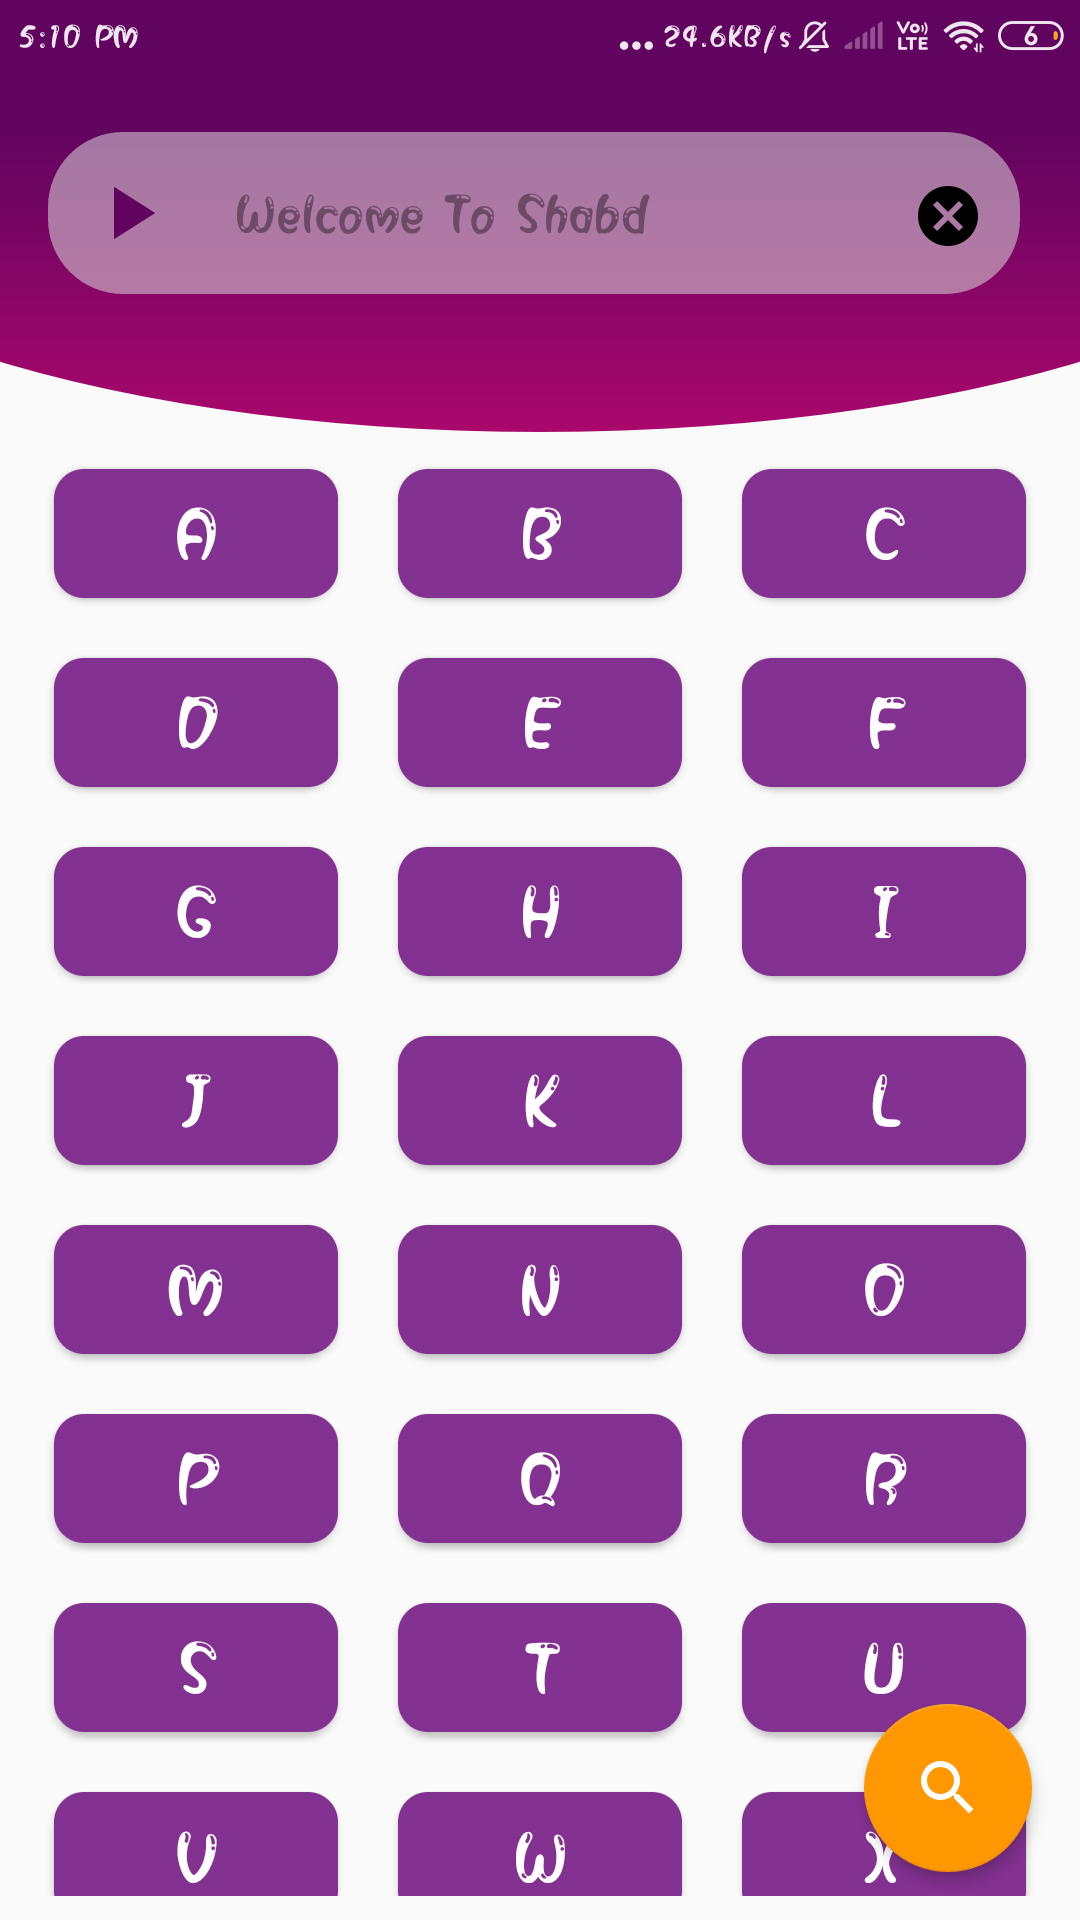 5:10 PM ... 24.6KB/s Vo)) LTE 6
Welcome To Shabd
A B C
D E F
G H I
J K L
M N O
P Q R
S T U
V W X